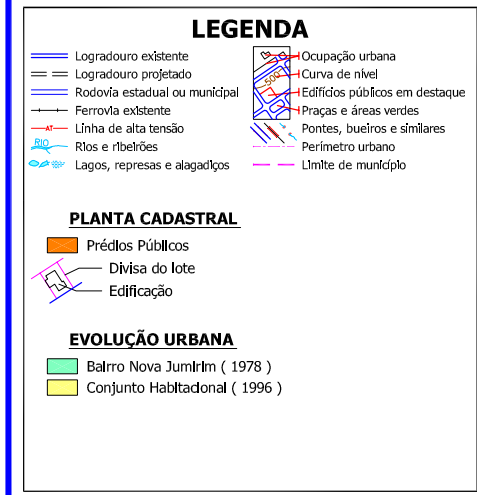 LEGENDA
Logradouro existente
Logradouro projetado
Rodovia estadual ou municipal
Ferrovia existente
AT
Linha de alta tensão
RIO
Rios e ribeirões
Lagos, represas e alagadiços
500
Ocupação urbana
Curva de nível
Edifícios públicos em destaque
Praças e áreas verdes
Pontes, bueiros e similares
Perímetro urbano
Limite de município
PLANTA CADASTRAL
Prédios Públicos
Divisa do lote
Edificação
EVOLUÇÃO URBANA
Bairro Nova Jumirim ( 1978 )
Conjunto Habitacional ( 1996 )